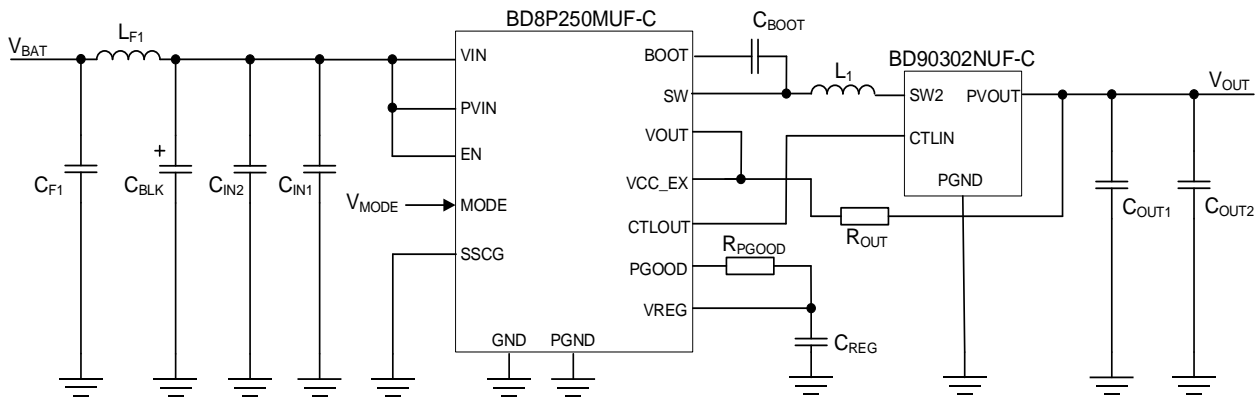 BD8P250MUF-C
C_BOOT
V_BAT
L_F1
VIN
BOOT
BD90302NUF-C
L_1
SW
SW2
PVOUT
V_OUT
PVIN
VOUT
CTLIN
EN
+
C_F1
C_BLK
C_IN2
C_IN1
VCC_EX
PGND
V_MODE
MODE
C_OUT1
C_OUT2
CTLOUT
R_OUT
SSCG
R_PGOOD
PGOOD
VREG
GND
PGND
C_REG